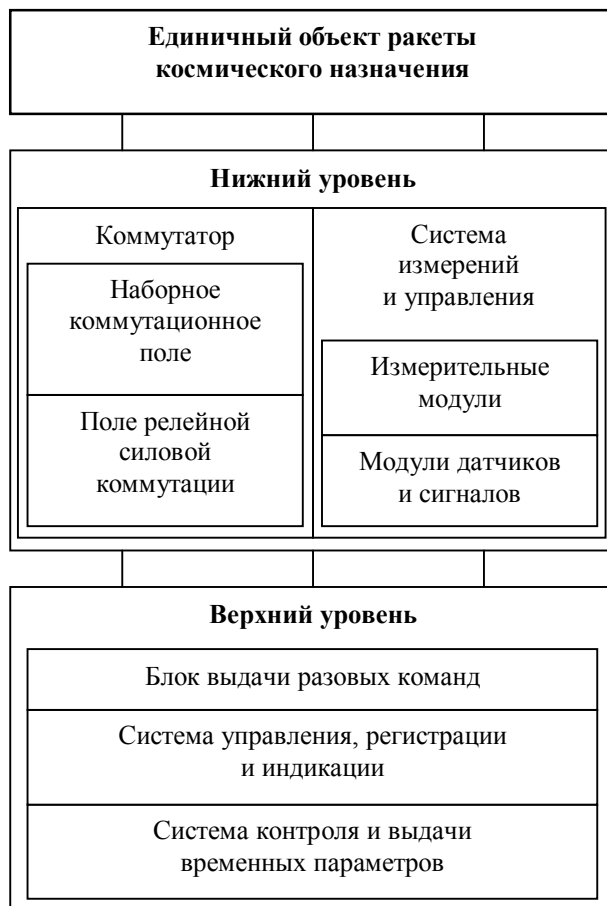 Единичный объект ракеты
космического назначения
Нижний уровень
Коммутатор
Наборное
коммутационное
поле
Поле релейной
силовой
коммутации
Система
измерений
и управления
Измерительные
модули
Модули датчиков
и сигналов
Верхний уровень
Блок выдачи разовых команд
Система управления, регистрации
и индикации
Система контроля и выдачи
временных параметров